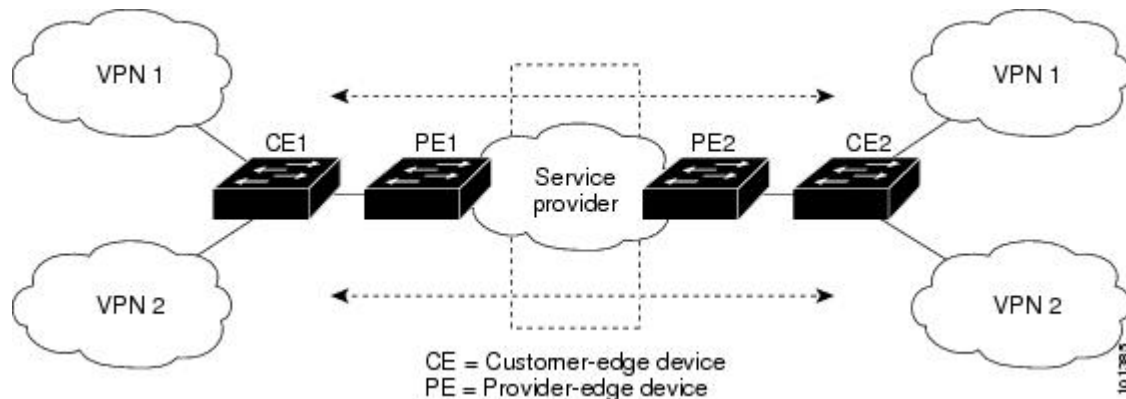 VPN 1
VPN 1
CE1
PE1
PE2
CE2
Service
provider
VPN 2
VPN 2
CE = Customer-edge device
PE = Provider-edge device